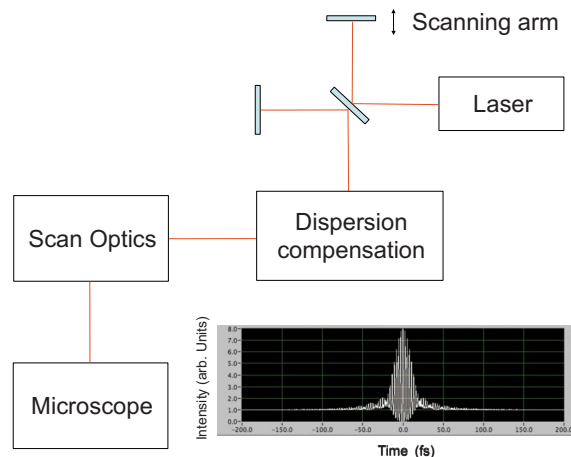 Scanning arm
Laser
Dispersion
compensation
Scan Optics
Microscope
Intensity (arb. Units)
8.0
7.0
6.0
5.0
4.0
3.0
2.0
1.0
0.0
-200.0 -150.0 -100.0 -50.0 0.0 50.0 100.0 150.0 200.0
Time (fs)